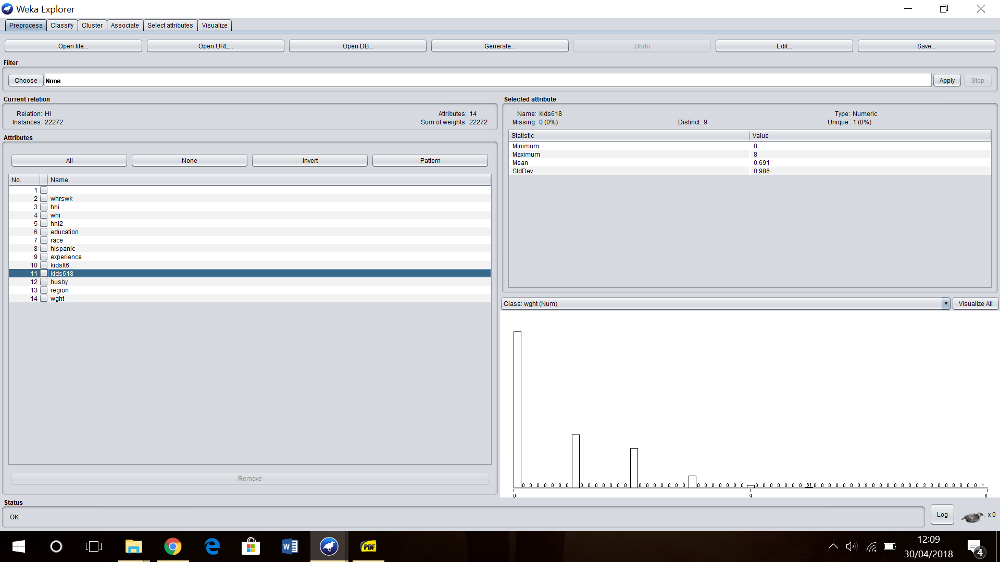 Weka Explorer
Preprocess Classify Cluster Associate Select attributes Visualize
Open file... Open URL... Open DB... Generate... Undo Edit... Save...
Filter
Choose None Apply Stop
Current relation
Relation: HI Attributes: 14
Instances: 22272 Sum of weights: 22272
Attributes
All None Invert Pattern
No. Name
1
2 whrswk
3 hhi
4 whi
5 hhi2
6 education
7 race
8 hispanic
9 experience
10 kidslt6
11 kids618
12 husby
13 region
14 wght
Remove
Selected attribute
Name: kids618 Type: Numeric
Missing: 0 (0%) Distinct: 9 Unique: 1 (0%)
Statistic Value
Minimum 0
Maximum 8
Mean 0.691
StdDev 0.986
Class: wght (Num) Visualize All
0 0 0 0 0 0 0 0 0 0 0 0 0 0 0 0 0 0 0 0 0 0 0 0 0 0 0 0 0 0 0 0 0 0 0 51 0 0 0 0 0 0 0 9 0 0 0 0 0 0 0 3 0 0 0 0 0 0 0 1
0 4 8
Status
OK
Log x 0
PDF
12:09
30/04/2018
4